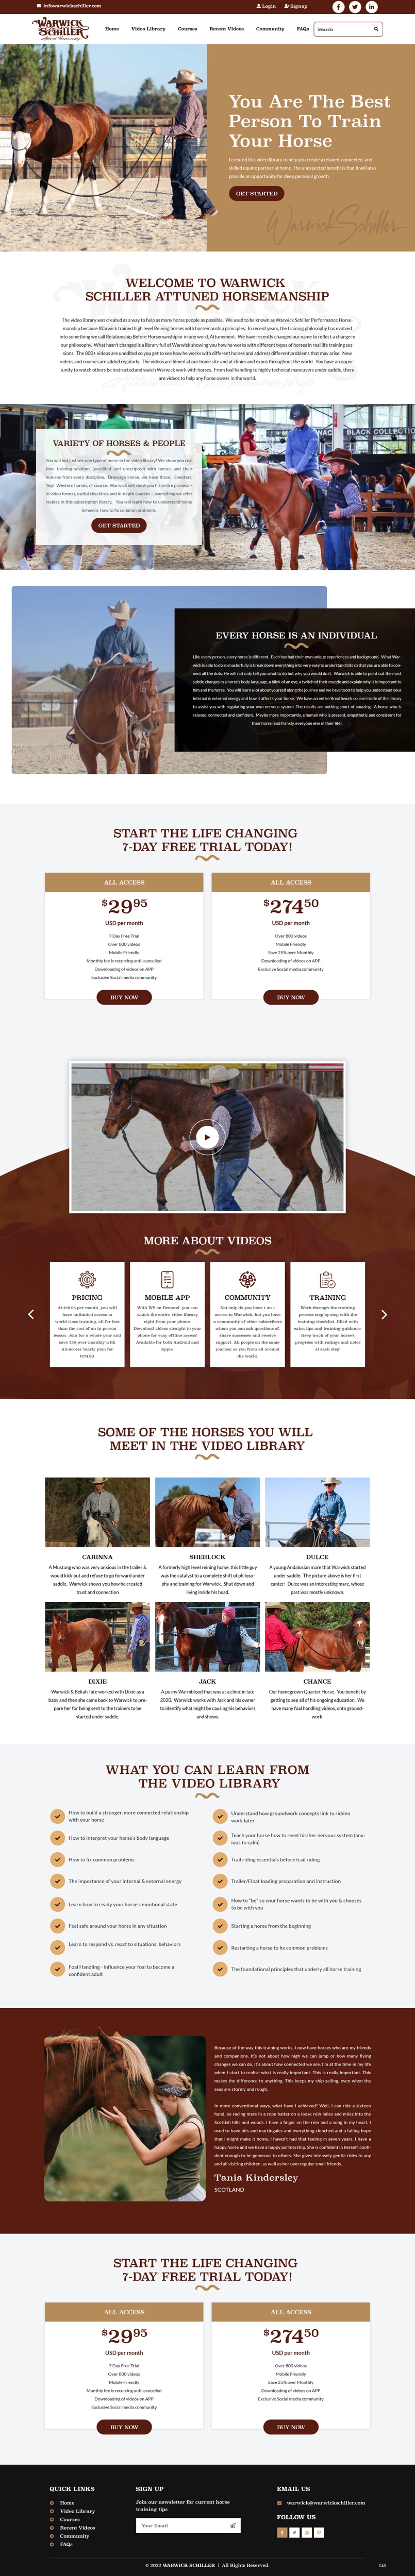 infowarwickschiller.com
Login
Signup
WARWICK SCHILLER
Attuned Horsemanship
Home
Video Library
Courses
Recent Videos
Community
FAQs
Search
You Are The Best
Person To Train
Your Horse
I created this video library to help you create a relaxed, connected, and
skilled equine partner at home. The unexpected benefit is that it will also
provide an opportunity for deep personal growth.
GET STARTED
Warwick Schiller
WELCOME TO WARWICK
SCHILLER ATTUNED HORSEMANSHIP
The video library was created as a way to help as many horse people as possible. We used to be known as Warwick Schiller Performance Horse-
manship because Warwick trained high level Reining horses with horsemanship principles. In recent years, the training philosophy has evolved
into something we call Relationship Before Horsemanship- in one word, Attunement. We have recently changed our name to reflect a change in
our philosophy. What hasn't changed is a library full of Warwick showing you how he works with different types of horses in real life training ses-
sions. The 800+ videos are unedited so you get to see how he works with different horses and address different problems that may arise. New
videos and courses are added regularly. The videos are filmed at our home site and at clinics and expos throughout the world. You have an oppor-
tunity to watch others be instructed and watch Warwick work with horses. From foal handling to highly technical maneuvers under saddle, there
are videos to help any horse owner in the world.
VARIETY OF HORSES & PEOPLE
You will not just see one type of horse in the video library? We show you real
time training sessions (unedited and unscripted) with horses and their
humans from every discipline. Dressage Horse, we have those. Eventers,
Yep! Western horses, of course. Warwick will show you his entire process –
in video format, useful checklists and in-depth courses – everything we offer
resides in this subscription library. You will learn how to understand horse
behavior, how to fix common problems.
GET STARTED
BLACK COLLECTION
EVERY HORSE IS AN INDIVIDUAL
Like every person, every horse is different. Each has had their own unique experiences and background. What War-
wick is able to do so masterfully is break down everything into very easy to understand bits so that you are able to con-
nect all the dots. He will not only tell you what to do but why you would need it. Warwick is able to point out the most
subtle changes in a horse's body language, a blink of an eye, a twitch of their muscle and explain why it is important to
him and the horse. You will learn a lot about yourself along the journey and we have tools to help you understand your
internal & external energy and how it affects your horse. We have an entire Breathwork course inside of the library
to assist you with regulating your own nervous system. The results are nothing short of amazing. A horse who is
relaxed, connected and confident. Maybe more importantly, a human who is present, empathetic and consistent for
their horse (and frankly, everyone else in their life).
START THE LIFE CHANGING
7-DAY FREE TRIAL TODAY!
ALL ACCESS
$29⁹⁵
USD per month
7 Day Free Trial
Over 800 videos
Mobile Friendly
Monthly fee is recurring until cancelled
Downloading of videos on APP
Exclusive Social media community
BUY NOW
ALL ACCESS
$274⁵⁰
USD per month
Over 800 videos
Mobile Friendly
Save 25% over Monthly
Downloading of videos on APP
Exclusive Social media community
BUY NOW
MORE ABOUT VIDEOS
PRICING
At $29.95 per month, you will
have unlimited access to
world-class training, all for less
than the cost of an in-person
lesson. Join for a whole year and
save 25% over monthly with
All-Access Yearly plan for
$274.50
MOBILE APP
With WS on Demand, you can
watch the entire video library
right from your phone.
Download videos straight to your
phone for easy offline access!
Available for both Android and
Apple
COMMUNITY
Not only do you have 1 on 1
access to Warwick, but you have
a community of other subscribers
whom you can ask questions of,
share successes and receive
support. All people on the same
journey as you from all around
the world
TRAINING
Work through the training
process step-by-step with the
training checklist, filled with
extra tips and training guidance.
Keep track of your horse's
progress with ratings and notes
at each step!
SOME OF THE HORSES YOU WILL
MEET IN THE VIDEO LIBRARY
CARINNA
A Mustang who was very anxious in the trailer &
would kick out and refuse to go forward under
saddle. Warwick shows you how he created
trust and connection
SHERLOCK
A formerly high level reining horse, this little guy
was the catalyst to a complete shift of philoso-
phy and training for Warwick. Shut down and
living inside his head.
DULCE
A young Andalusian mare that Warwick started
under saddle. The picture above is her first
canter! Dulce was an interesting mare, whose
past was mostly unknown.
DIXIE
Warwick & Bekah Tate worked with Dixie as a
baby and then she came back to Warwick to pre-
pare her for being sent to the trainers to be
started under saddle.
JACK
A pushy Warmblood that was at a clinic in late
2020. Warwick works with Jack and his owner
to identify what might be causing his behaviors
and shows.
CHANCE
Our homegrown Quarter Horse. You benefit by
getting to see all of his ongoing education. We
have many foal handling videos, onto ground-
work.
WHAT YOU CAN LEARN FROM
THE VIDEO LIBRARY
How to build a stronger, more connected relationship
with your horse
Understand how groundwork concepts link to ridden
work later
How to interpret your horse's body language
Teach your horse how to reset his/her nervous system (anx-
ious to calm)
How to fix common problems
Trail riding essentials before trail riding
The importance of your internal & external energy
Trailer/Float loading preparation and instruction
Learn how to ready your horse's emotional state
How to "be" so your horse wants to be with you & chooses
to be with you
Feel safe around your horse in any situation
Starting a horse from the beginning
Learn to respond vs. react to situations, behaviors
Restarting a horse to fix common problems
Foal Handling - influence your foal to become a
confident adult
The foundational principles that underly all horse training
Because of the way this training works, I now have horses who are my friends
and companions. It's not about how high we can jump or how many flying
changes we can do, it's about how connected we are. I'm at the time in my life
when I start to realise what is really important. This is really important. This
makes the difference to anything. This keeps my ship sailing, even when the
seas are stormy and rough.
In more conventional ways, what have I achieved? Well, I can ride a sixteen
hand, ex racing mare in a rope halter on a loose rein miles and miles into the
Scottish hills and woods. I have a finger on the rein and a song in my heart. I
used to have bits and martingales and everything clenched and a falling hope
that I might make it home. I haven't had that feeling in seven years. I have a
happy horse and we have a happy partnership. She is confident in herself, confi-
dent enough to be generous to others. She gives intensely gentle rides to any
and all visiting children, as well as her own regular small friends.
Tania Kindersley
SCOTLAND
START THE LIFE CHANGING
7-DAY FREE TRIAL TODAY!
ALL ACCESS
$29⁹⁵
USD per month
7 Day Free Trial
Over 800 videos
Mobile Friendly
Monthly fee is recurring until cancelled
Downloading of videos on APP
Exclusive Social media community
BUY NOW
ALL ACCESS
$274⁵⁰
USD per month
Over 800 videos
Mobile Friendly
Save 25% over Monthly
Downloading of videos on APP
Exclusive Social media community
BUY NOW
QUICK LINKS
Home
Video Library
Courses
Recent Videos
Community
FAQs
SIGN UP
Join our newsletter for current horse
training tips
Your Email
EMAIL US
warwick@warwickschiller.com
FOLLOW US
© 2022 WARWICK SCHILLER | All Rights Reserved.